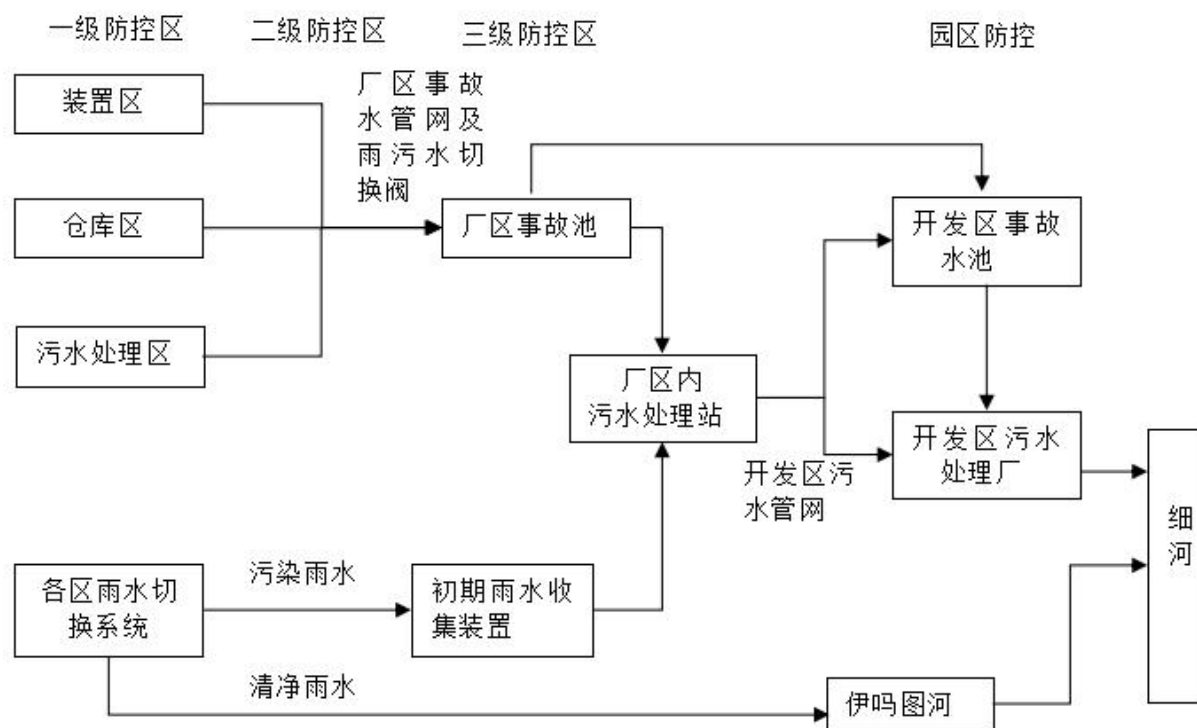 一级防控区
二级防控区
三级防控区
园区防控
装置区
厂区事故
水管网及
雨污水切
换阀
仓库区
厂区事故池
开发区事故
水池
污水处理区
厂区内
污水处理站
开发区污水
处理厂
开发区污
水管网
细
河
各区雨水切
换系统
污染雨水
初期雨水收
集装置
清净雨水
伊吗图河